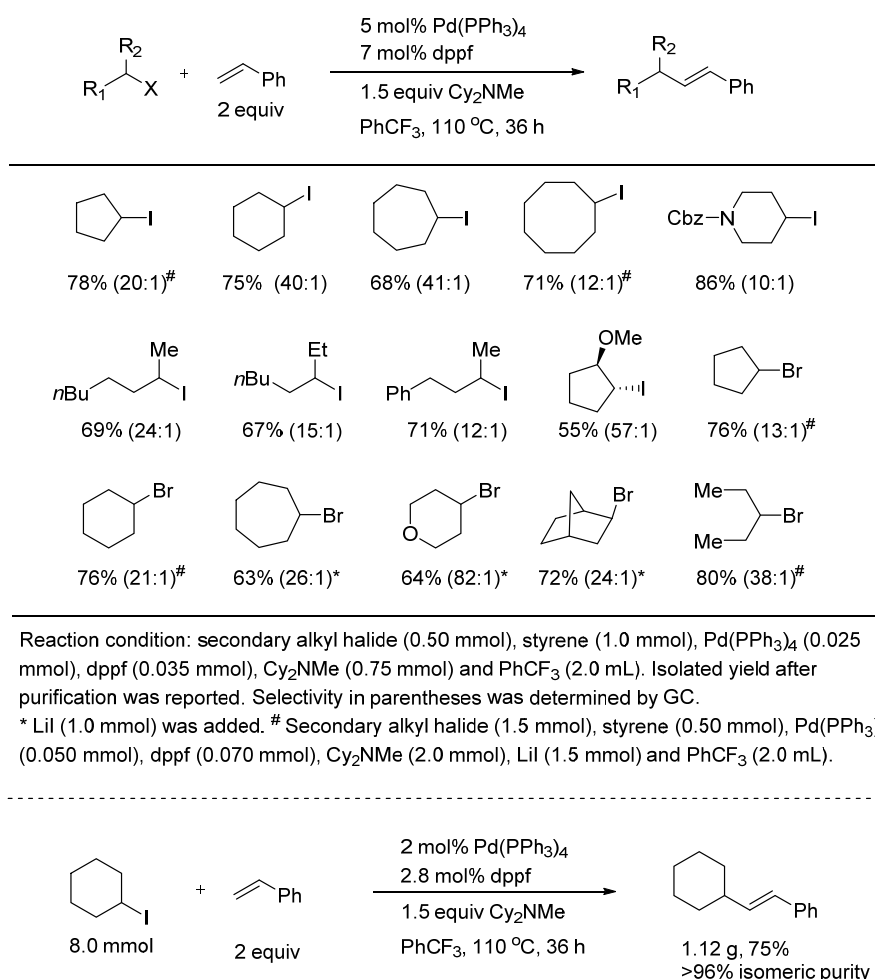 R2
R1
X
+
Ph
2 equiv
5 mol% Pd(PPh3)4
7 mol% dppf
1.5 equiv Cy2NMe
PhCF3, 110 oC, 36 h
R2
R1
Ph
I
I
I
I
Cbz
N
I
78% (20:1)#
75% (40:1)
68% (41:1)
71% (12:1)#
86% (10:1)
Me
nBu
I
Et
nBu
I
Me
Ph
I
OMe
I
Br
69% (24:1)
67% (15:1)
71% (12:1)
55% (57:1)
76% (13:1)#
Br
Br
Br
O
Br
Me
Br
Me
76% (21:1)#
63% (26:1)*
64% (82:1)*
72% (24:1)*
80% (38:1)#
Reaction condition: secondary alkyl halide (0.50 mmol), styrene (1.0 mmol), Pd(PPh3)4 (0.025
mmol), dppf (0.035 mmol), Cy2NMe (0.75 mmol) and PhCF3 (2.0 mL). Isolated yield after
purification was reported. Selectivity in parentheses was determined by GC.
* LiI (1.0 mmol) was added. # Secondary alkyl halide (1.5 mmol), styrene (0.50 mmol), Pd(PPh3)
(0.050 mmol), dppf (0.070 mmol), Cy2NMe (2.0 mmol), LiI (1.5 mmol) and PhCF3 (2.0 mL).
I
8.0 mmol
+
Ph
2 equiv
2 mol% Pd(PPh3)4
2.8 mol% dppf
1.5 equiv Cy2NMe
PhCF3, 110 oC, 36 h
Ph
1.12 g, 75%
>96% isomeric purity